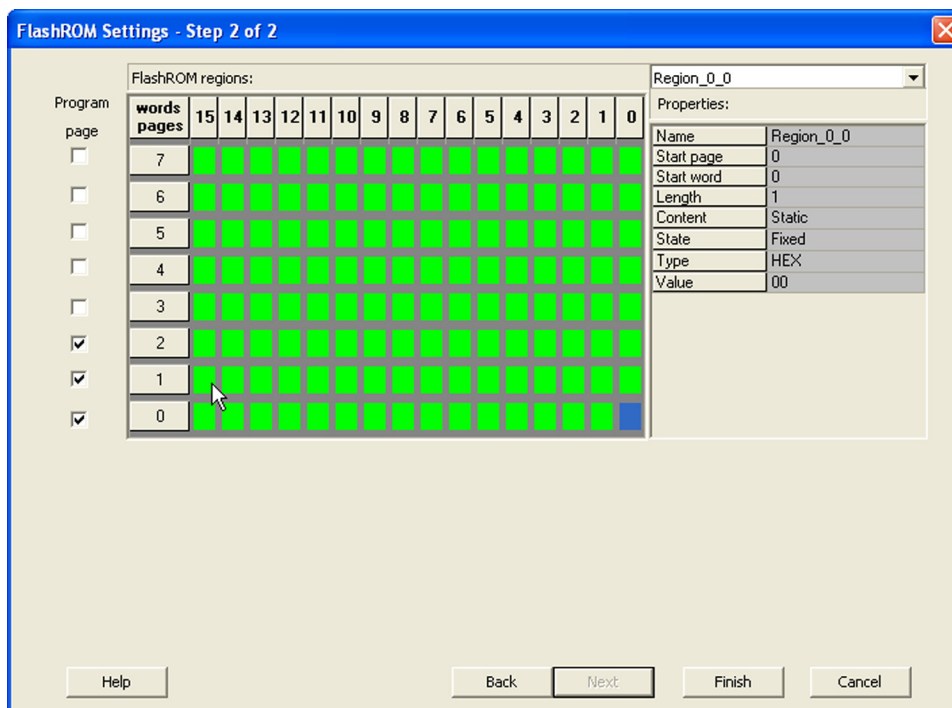 FlashROM Settings - Step 2 of 2
FlashROM regions:
Region_0_0
Program
page
words
pages
15 14 13 12 11 10 9 8 7 6 5 4 3 2 1 0
7
6
5
4
3
2
1
0
Properties:
Name Region_0_0
Start page 0
Start word 0
Length 1
Content Static
State Fixed
Type HEX
Value 00
Help Back Next Finish Cancel